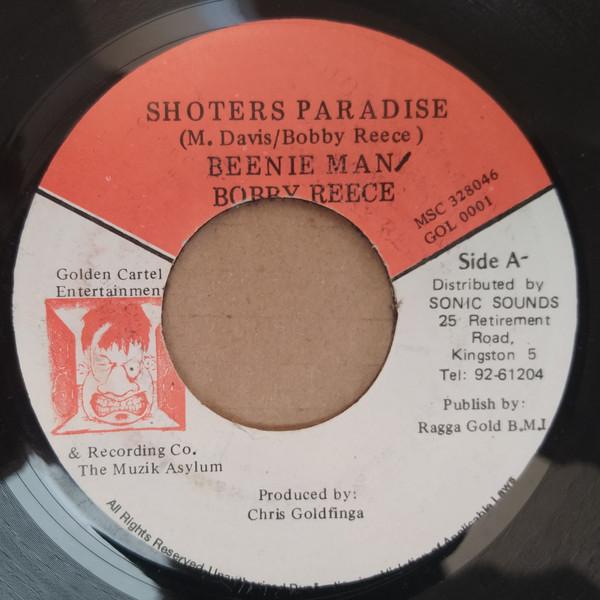 SHOTERS PARADISE
(M. Davis/Bobby Reece )
BEENIE MAN/
BOBBY REECE
MSC 328046
GOL 0001
Golden Cartel
Entertainment
& Recording Co.
The Muzik Asylum
Side A-
Distributed by
SONIC SOUNDS
25 Retirement
Road,
Kingston 5
Tel: 92-61204
Publish by:
Ragga Gold B.M.I
Produced by:
Chris Goldfinga
All Rights Reserved Applicable Laws